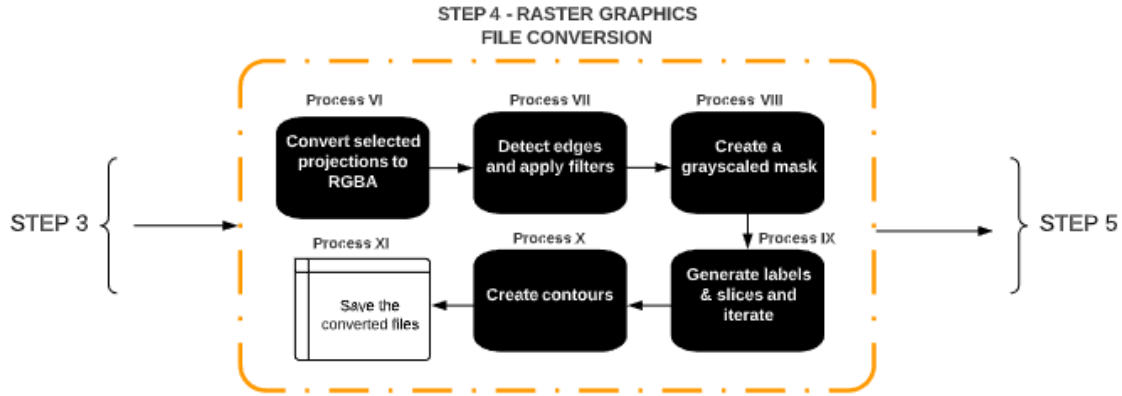 STEP 4 - RASTER GRAPHICS
FILE CONVERSION
Process VI
Convert selected
projections to
RGBA
Process VII
Detect edges
and apply filters
Process VIII
Create a
grayscaled mask
STEP 3
STEP 5
Process IX
Generate labels
& slices and
iterate
Process X
Create contours
Process XI
Save the
converted files